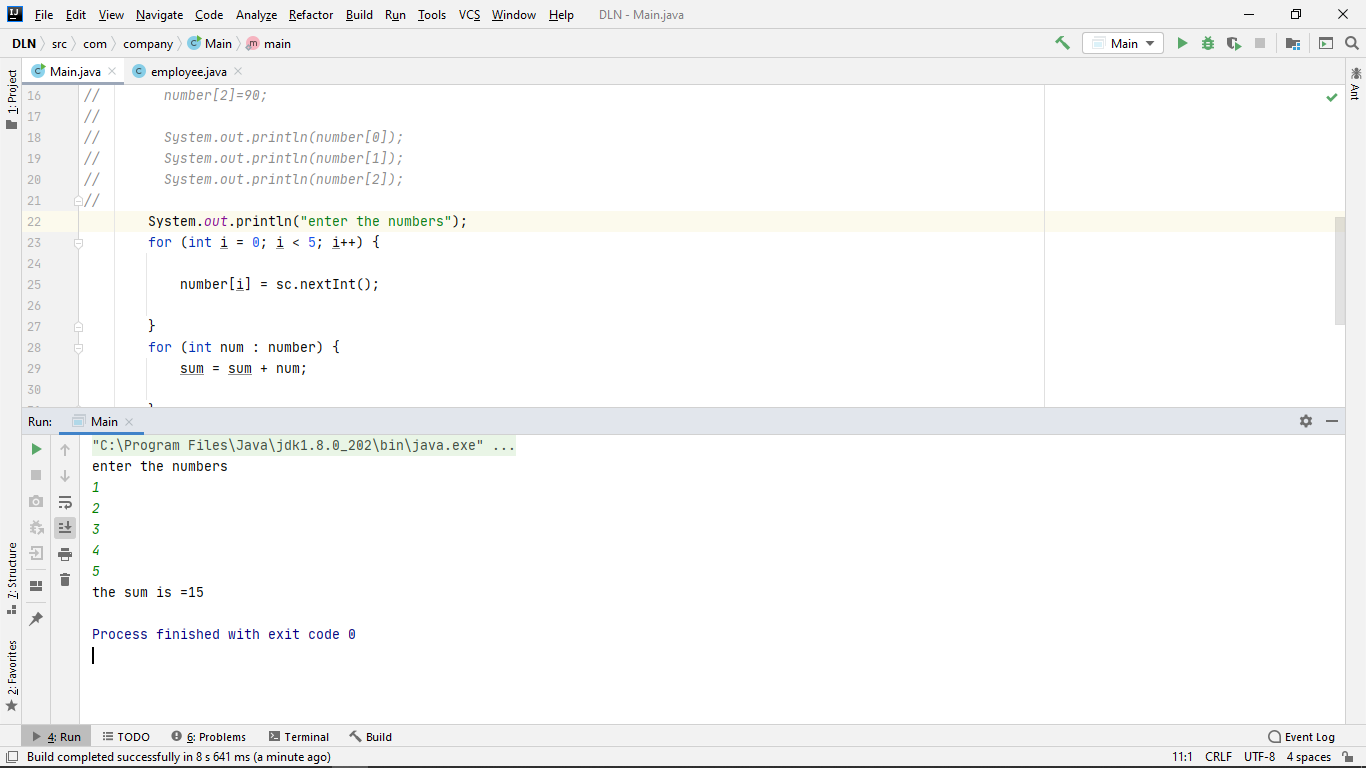 File Edit View Navigate Code Analyze Refactor Build Run Tools VCS Window Help DLN - Main.java
DLN src com company Main main Main
Main.java employee.java
1: Project
Ant
16 // number[2]=90;
17 //
18 // System.out.println(number[0]);
19 // System.out.println(number[1]);
20 // System.out.println(number[2]);
21 //
22 System.out.println("enter the numbers");
23 for (int i = 0; i < 5; i++) {
24
25 number[i] = sc.nextInt();
26
27 }
28 for (int num : number) {
29 sum = sum + num;
30
Run: Main
"C:\Program Files\Java\jdk1.8.0_202\bin\java.exe" ...
enter the numbers
1
2
3
4
5
the sum is =15
Process finished with exit code 0
7: Structure
2: Favorites
4: Run TODO 6: Problems Terminal Build Event Log
Build completed successfully in 8 s 641 ms (a minute ago) 11:1 CRLF UTF-8 4 spaces